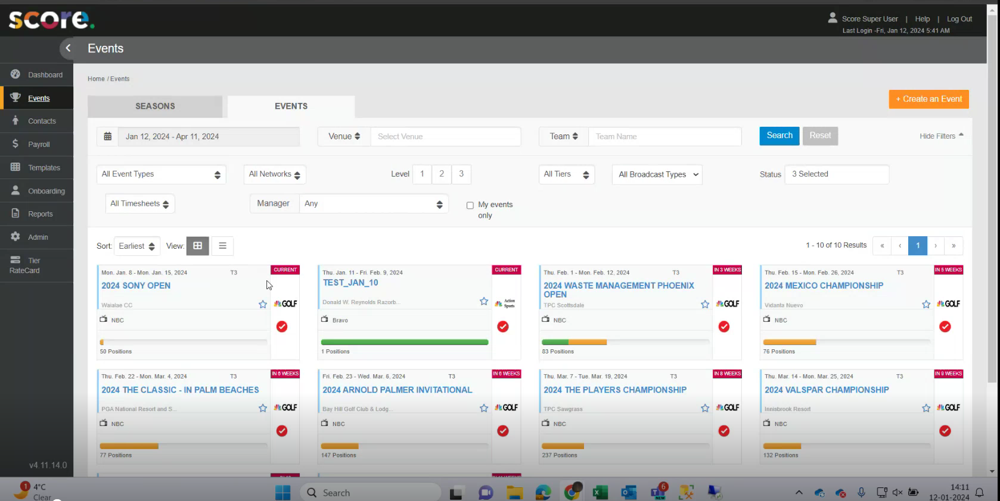 score.
Score Super User | Help | Log Out
Last Login -Fri, Jan 12, 2024 5:41 AM
Events
Dashboard
Events
Contacts
Payroll
Templates
Onboarding
Reports
Admin
Tier RateCard
v4.11.14.0
Home / Events
SEASONS
EVENTS
+ Create an Event
Jan 12, 2024 - Apr 11, 2024
Venue
Select Venue
Team
Team Name
Search
Reset
Hide Filters
All Event Types
All Networks
Level 1 2 3
All Tiers
All Broadcast Types
Status 3 Selected
All Timesheets
Manager Any
My events
only
Sort: Earliest View:
1 - 10 of 10 Results « ‹ 1 › »
Mon. Jan. 8 - Mon. Jan. 15, 2024 T3 CURRENT
2024 SONY OPEN
Waialae CC GOLF
NBC
50 Positions
Thu. Jan. 11 - Fri. Feb. 9, 2024 CURRENT
TEST_JAN_10
Donald W. Reynolds Razorb... Action Sports
Bravo
1 Positions
Thu. Feb. 1 - Mon. Feb. 12, 2024 T3 IN 3 WEEKS
2024 WASTE MANAGEMENT PHOENIX
OPEN
TPC Scottsdale GOLF
NBC
83 Positions
Thu. Feb. 15 - Mon. Feb. 26, 2024 T3 IN 5 WEEKS
2024 MEXICO CHAMPIONSHIP
Vidanta Nuevo GOLF
NBC
76 Positions
Thu. Feb. 22 - Mon. Mar. 4, 2024 T3 IN 6 WEEKS
2024 THE CLASSIC - IN PALM BEACHES
PGA National Resort and S... GOLF
NBC
77 Positions
Fri. Feb. 23 - Wed. Mar. 6, 2024 T3 IN 6 WEEKS
2024 ARNOLD PALMER INVITATIONAL
Bay Hill Golf Club & Lodg... GOLF
NBC
147 Positions
Thu. Mar. 7 - Tue. Mar. 19, 2024 T3 IN 8 WEEKS
2024 THE PLAYERS CHAMPIONSHIP
TPC Sawgrass GOLF
NBC
237 Positions
Thu. Mar. 14 - Mon. Mar. 25, 2024 T3 IN 9 WEEKS
2024 VALSPAR CHAMPIONSHIP
Innisbrook Resort GOLF
NBC
132 Positions
1
4°C
Clear
Search
6
NEW
14:11
12-01-2024